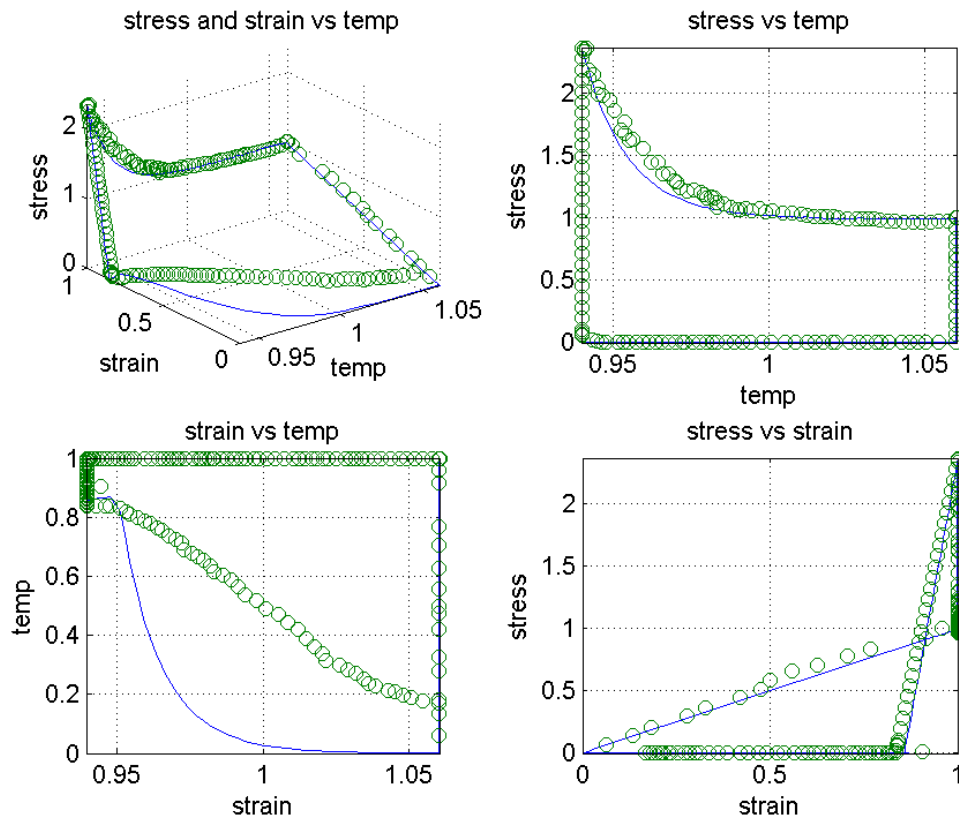 stress and strain vs temp
stress
2
1
0
1
0.5
0
strain
0.95
1
1.05
temp
stress vs temp
stress
2
1.5
1
0.5
0
0.95
1
1.05
temp
strain vs temp
temp
1
0.8
0.6
0.4
0.2
0
0.95
1
1.05
strain
stress vs strain
stress
2
1.5
1
0.5
0
0
0.5
1
strain